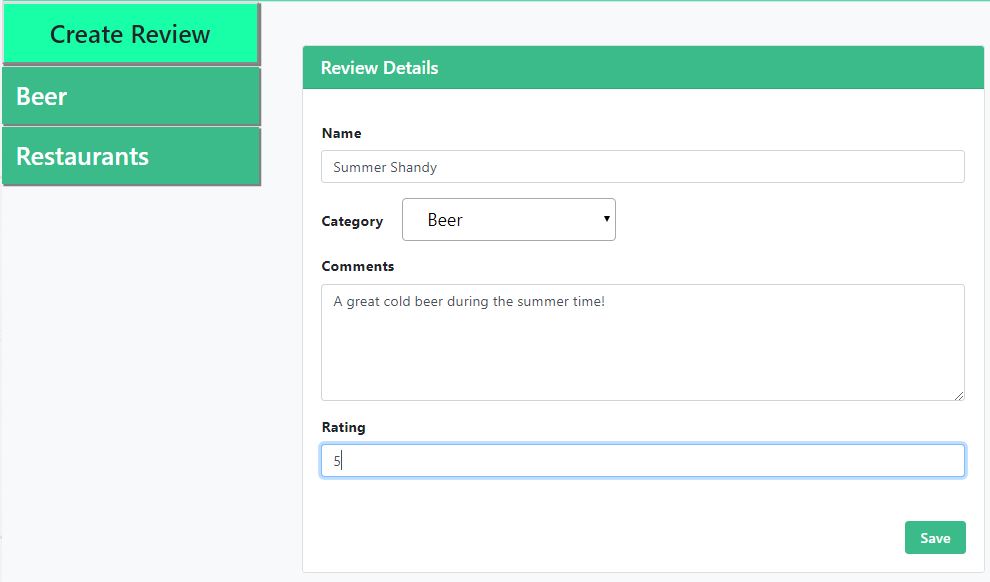 Create Review
Beer
Restaurants
Review Details
Name
Summer Shandy
Category Beer
Comments
A great cold beer during the summer time!
Rating
5
Save